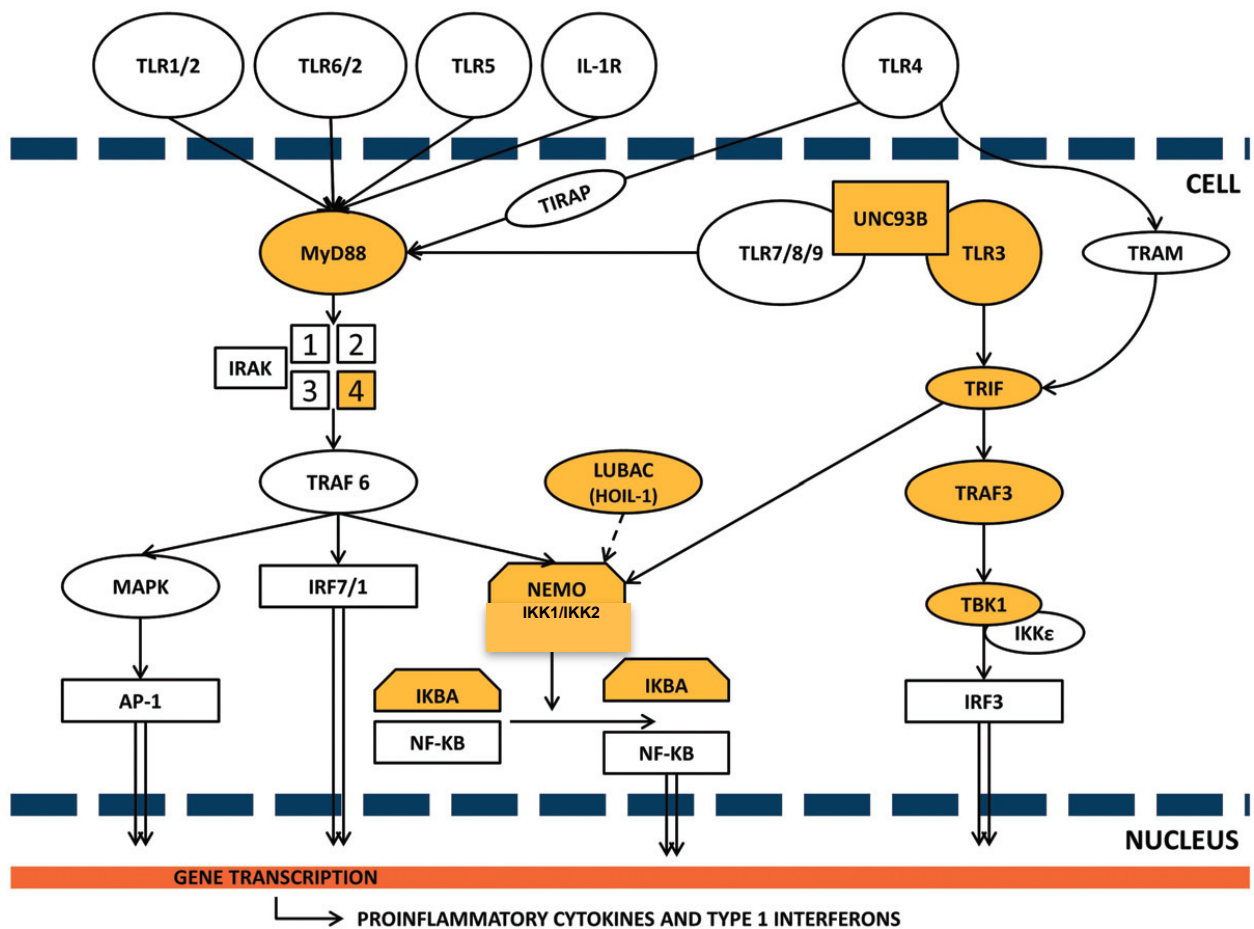 TLR1/2
TLR6/2
TLR5
IL-1R
TLR4
CELL
TIRAP
UNC93B
MyD88
TLR7/8/9
TLR3
TRAM
1
2
IRAK
3
4
TRIF
TRAF 6
LUBAC
(HOIL-1)
TRAF3
MAPK
IRF7/1
NEMO
IKK1/IKK2
TBK1
IKKε
IKBA
IKBA
AP-1
NF-KB
NF-KB
IRF3
NUCLEUS
GENE TRANSCRIPTION
PROINFLAMMATORY CYTOKINES AND TYPE 1 INTERFERONS